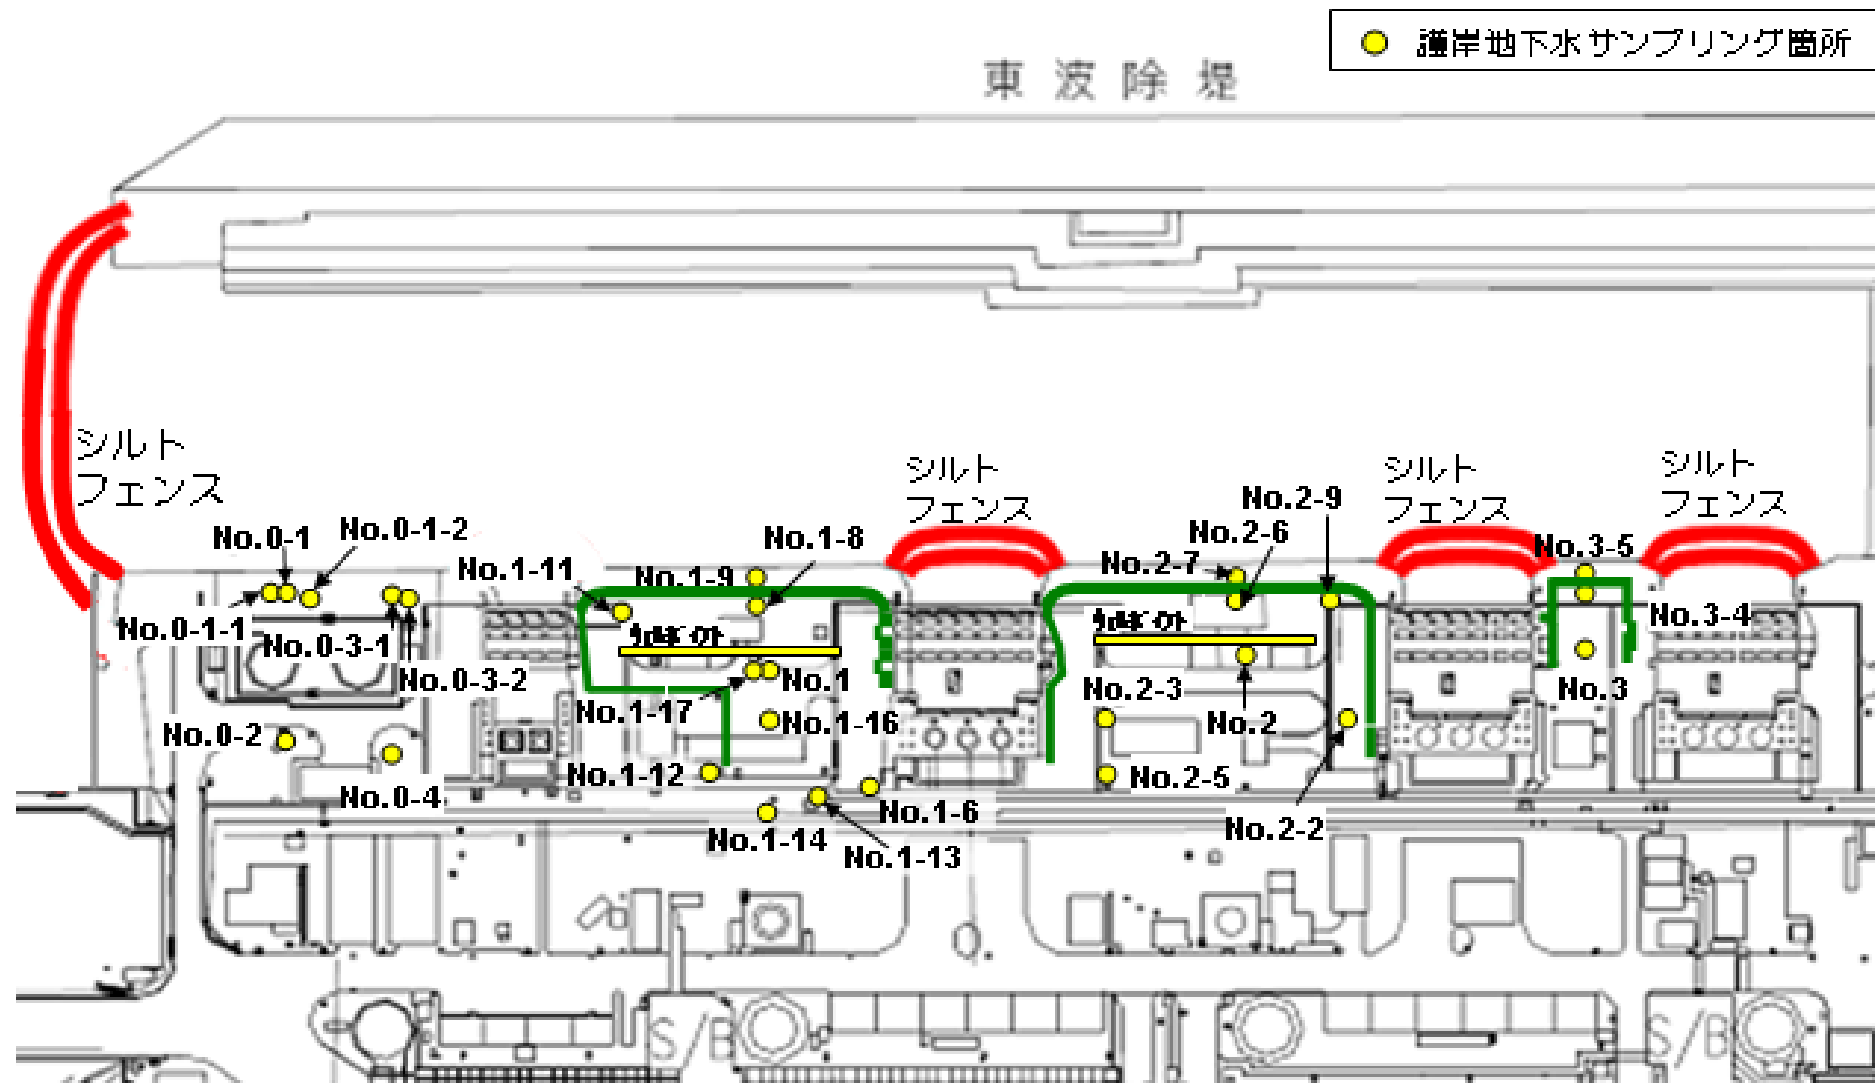 護岸地下水サンプリング箇所
東波除堤
シルト
フェンス
シルト
フェンス
シルト
フェンス
シルト
フェンス
No.0-1
No.0-1-2
No.0-1-1
No.0-3-1
No.0-3-2
No.0-2
No.0-4
No.1-11
No.1-9
No.1-8
No.1
No.1-17
No.1-16
No.1-12
No.1-6
No.1-14
No.1-13
No.2-9
No.2-6
No.2-7
No.2-3
No.2
No.2-5
No.2-2
No.3-5
No.3-4
No.3
S/B
S/B